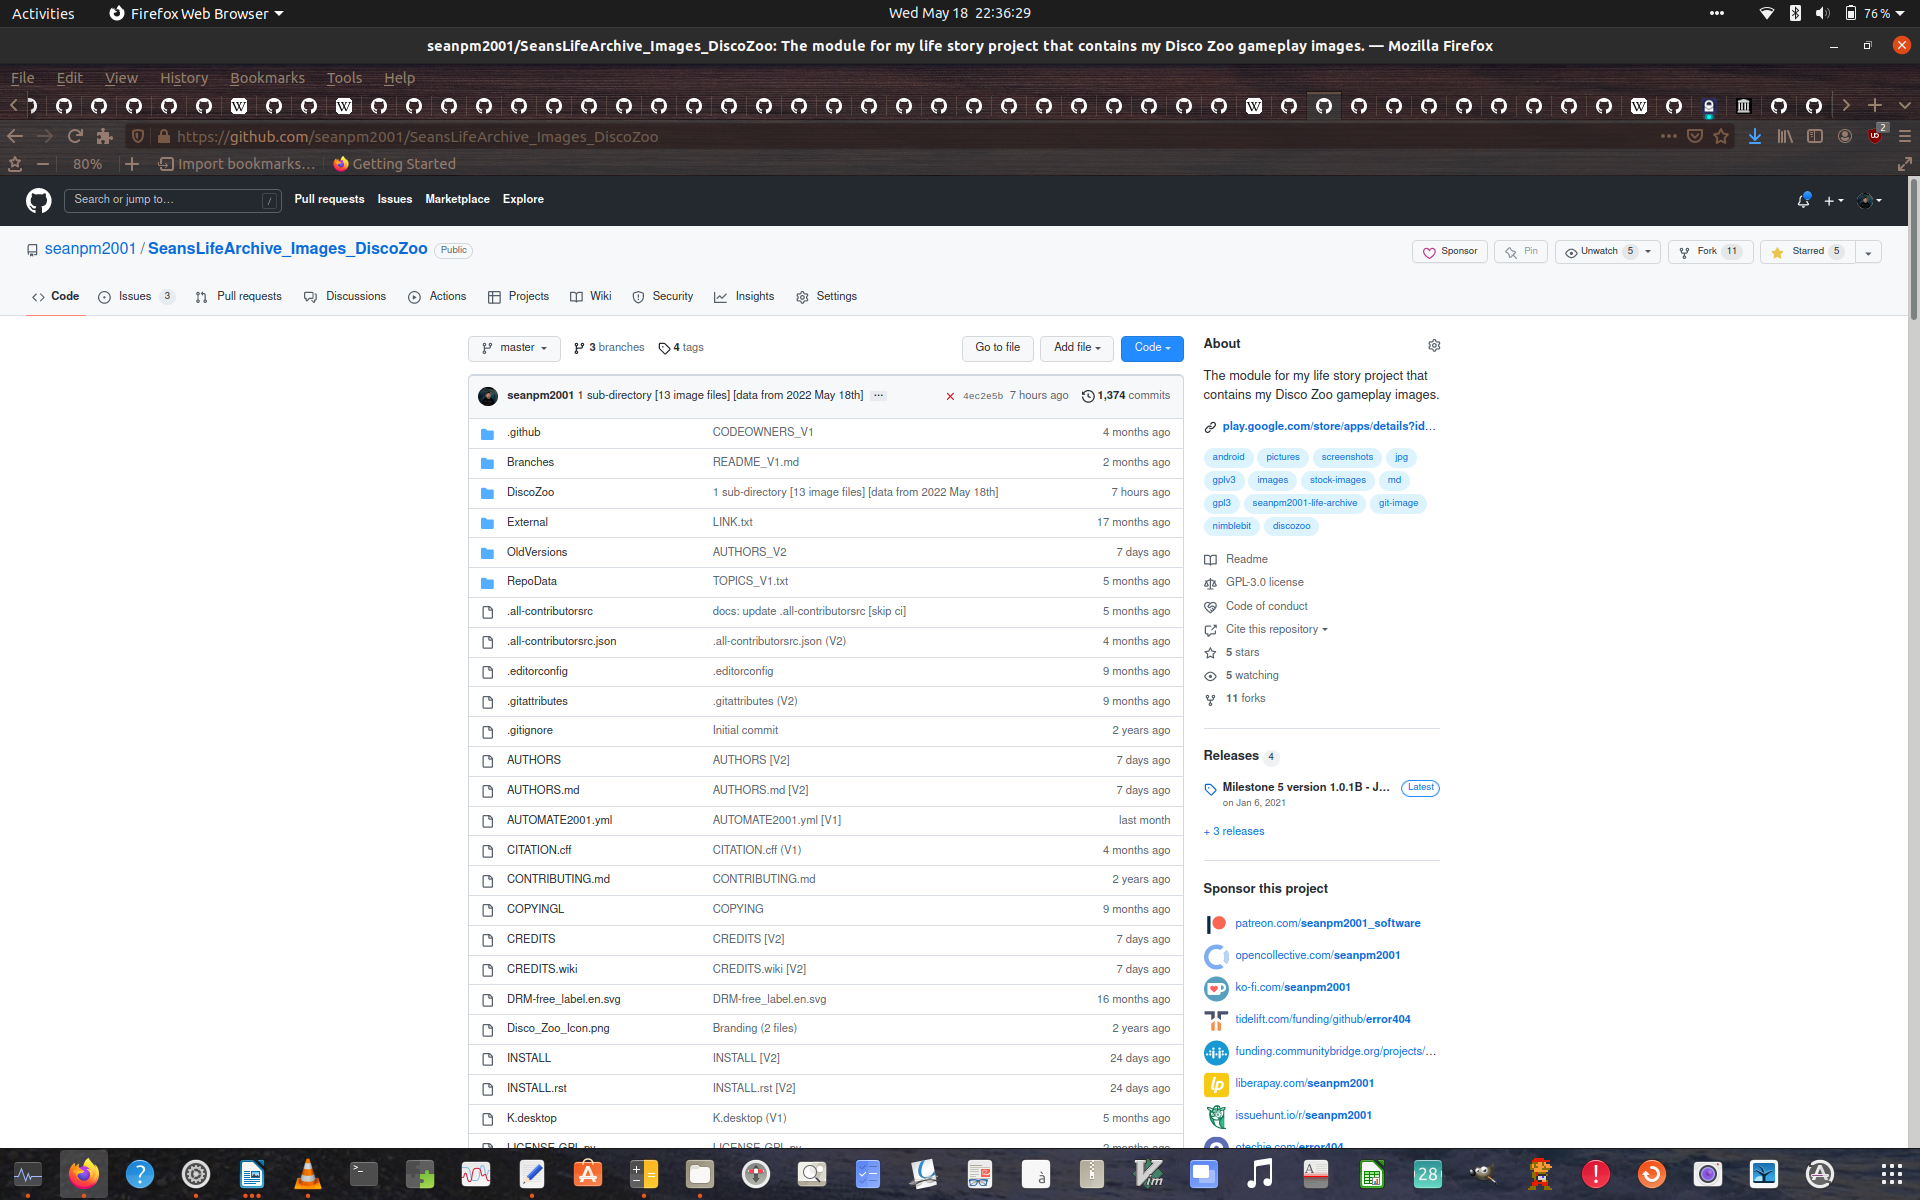 Activities
Firefox Web Browser
Wed May 18 22:36:29
76 %
seanpm2001/SeansLifeArchive_Images_DiscoZoo: The module for my life story project that contains my Disco Zoo gameplay images. — Mozilla Firefox
File Edit View History Bookmarks Tools Help
https://github.com/seanpm2001/SeansLifeArchive_Images_DiscoZoo
2
80%
Import bookmarks...
Getting Started
Search or jump to...
/
Pull requests Issues Marketplace Explore
seanpm2001 / SeansLifeArchive_Images_DiscoZoo Public
Sponsor
Pin
Unwatch 5
Fork 11
Starred 5
Code
Issues 3
Pull requests
Discussions
Actions
Projects
Wiki
Security
Insights
Settings
master
3 branches
4 tags
Go to file
Add file
Code
seanpm2001 1 sub-directory [13 image files] [data from 2022 May 18th] ...
4ec2e5b 7 hours ago
1,374 commits
.github CODEOWNERS_V1 4 months ago
Branches README_V1.md 2 months ago
DiscoZoo 1 sub-directory [13 image files] [data from 2022 May 18th] 7 hours ago
External LINK.txt 17 months ago
OldVersions AUTHORS_V2 7 days ago
RepoData TOPICS_V1.txt 5 months ago
.all-contributorsrc docs: update .all-contributorsrc [skip ci] 5 months ago
.all-contributorsrc.json .all-contributorsrc.json (V2) 4 months ago
.editorconfig .editorconfig 9 months ago
.gitattributes .gitattributes (V2) 9 months ago
.gitignore Initial commit 2 years ago
AUTHORS AUTHORS [V2] 7 days ago
AUTHORS.md AUTHORS.md [V2] 7 days ago
AUTOMATE2001.yml AUTOMATE2001.yml [V1] last month
CITATION.cff CITATION.cff (V1) 4 months ago
CONTRIBUTING.md CONTRIBUTING.md 2 years ago
COPYINGL COPYING 9 months ago
CREDITS CREDITS [V2] 7 days ago
CREDITS.wiki CREDITS.wiki [V2] 7 days ago
DRM-free_label.en.svg DRM-free_label.en.svg 16 months ago
Disco_Zoo_Icon.png Branding (2 files) 2 years ago
INSTALL INSTALL [V2] 24 days ago
INSTALL.rst INSTALL.rst [V2] 24 days ago
K.desktop K.desktop (V1) 5 months ago
About
The module for my life story project that
contains my Disco Zoo gameplay images.
play.google.com/store/apps/details?id...
android pictures screenshots jpg
gplv3 images stock-images md
gpl3 seanpm2001-life-archive git-image
nimblebit discozoo
Readme
GPL-3.0 license
Code of conduct
Cite this repository
5 stars
5 watching
11 forks
Releases 4
Milestone 5 version 1.0.1B - J... Latest
on Jan 6, 2021
+ 3 releases
Sponsor this project
patreon.com/seanpm2001_software
opencollective.com/seanpm2001
ko-fi.com/seanpm2001
tidelift.com/funding/github/error404
funding.communitybridge.org/projects/...
liberapay.com/seanpm2001
issuehunt.io/r/seanpm2001
otechie.com/error404
28